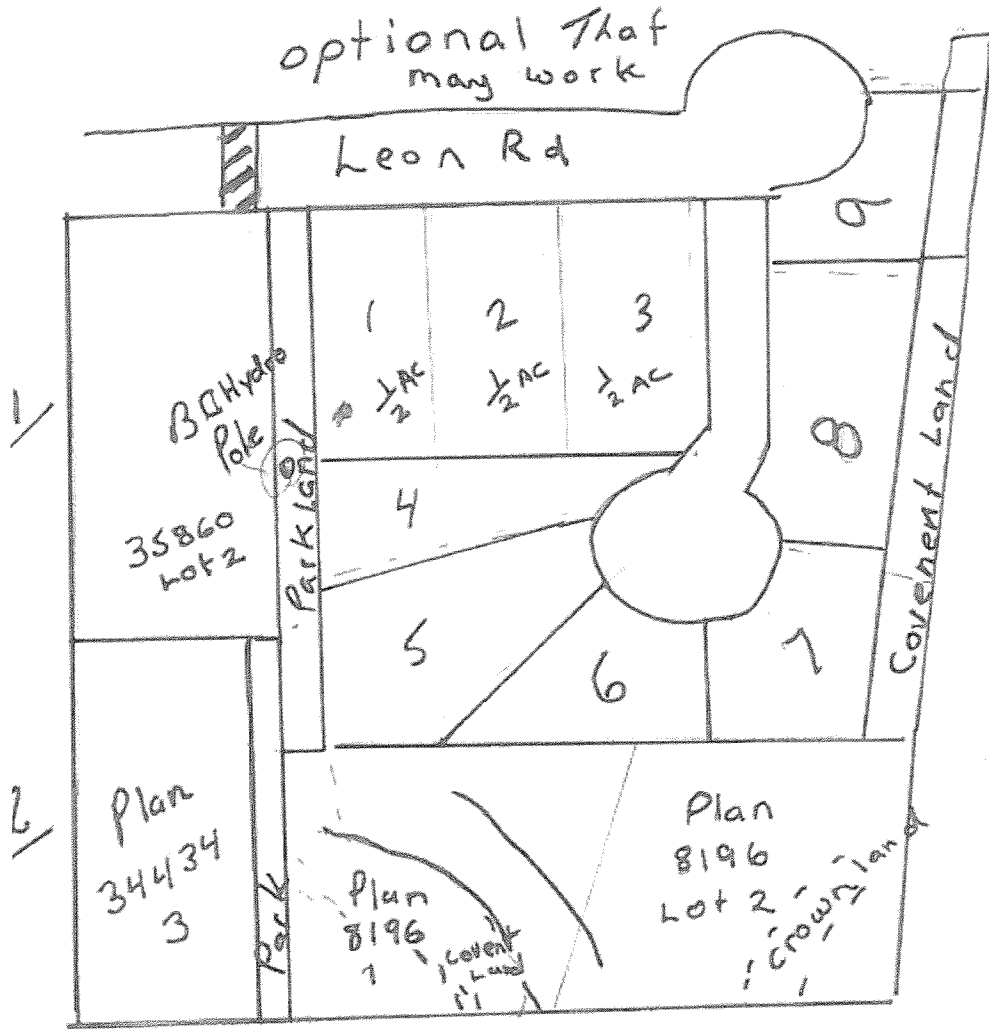 optional That
may work
Leon Rd
9
1
2
3
1/2 AC
1/2 AC
1/2 AC
1/
BC Hydro
Pole
Park Land
8
4
35860
Lot 2
Covenent Land
5
6
7
2/
Plan
34434
3
Park
Plan
8196
1
Covent
Land
Plan
8196
Lot 2
Crown land